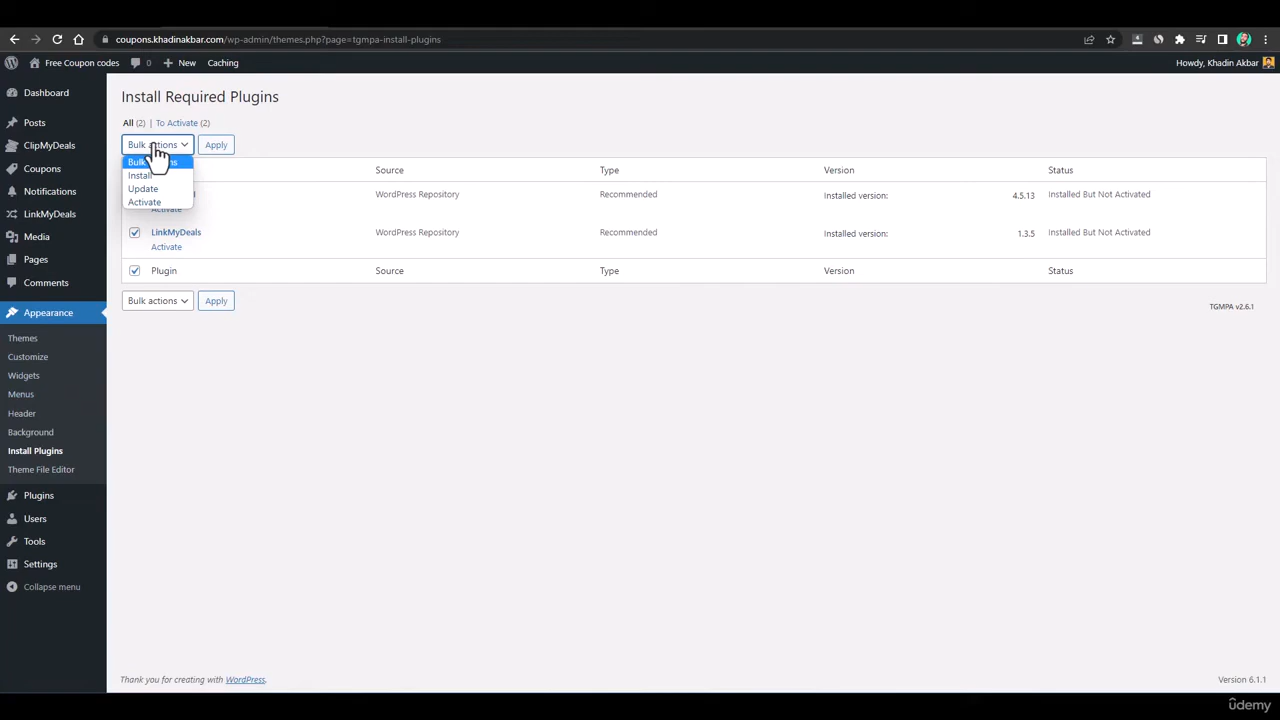 coupons.khadinakbar.com/wp-admin/themes.php?page=tgmpa-install-plugins
Free Coupon codes 0 New Caching Howdy, Khadin Akbar
Dashboard
Posts
ClipMyDeals
Coupons
Notifications
LinkMyDeals
Media
Pages
Comments
Appearance
Themes
Customize
Widgets
Menus
Header
Background
Install Plugins
Theme File Editor
Plugins
Users
Tools
Settings
Collapse menu
Install Required Plugins
All (2) | To Activate (2)
Bulk actions Apply
Install
Update
Activate
Source Type Version Status
WordPress Repository Recommended Installed version: 4.5.13 Installed But Not Activated
Activate
LinkMyDeals WordPress Repository Recommended Installed version: 1.3.5 Installed But Not Activated
Activate
Plugin Source Type Version Status
Bulk actions Apply
TGMPA v2.6.1
Thank you for creating with WordPress. Version 6.1.1
ûdemy